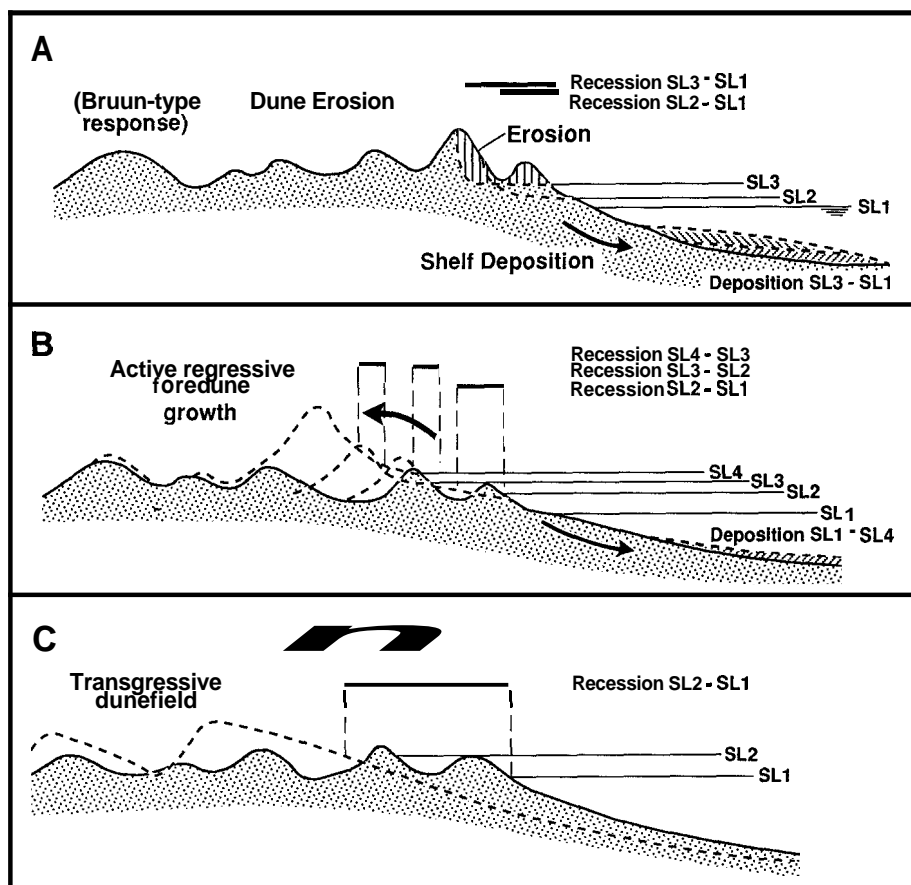 A
(Bruun-type
response)
Dune Erosion
Recession SL3 - SL1
Recession SL2 - SL1
Erosion
SL3
SL2
SL1
Shelf Deposition
Deposition SL3 - SL1
B
Active regressive
foredune
growth
Recession SL4 - SL3
Recession SL3 - SL2
Recession SL2 - SL1
SL4
SL3
SL2
SL1
Deposition SL1 - SL4
C
Transgressive
dunefield
Recession SL2 - SL1
SL2
SL1